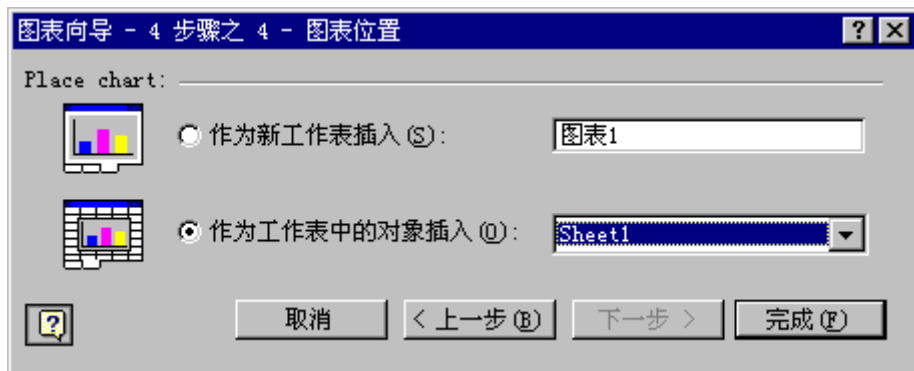 图表向导 - 4 步骤之 4 - 图表位置
Place chart:
作为新工作表插入(S): 图表1
作为工作表中的对象插入(O): Sheet1
取消 < 上一步(B) 下一步 > 完成(F)